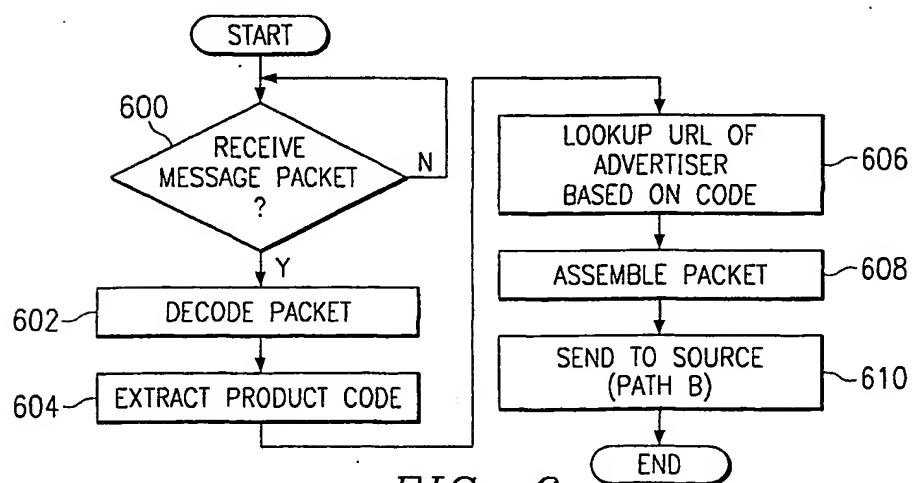 START
600
RECEIVE
MESSAGE PACKET
?
N
Y
602
DECODE PACKET
604
EXTRACT PRODUCT CODE
LOOKUP URL OF
ADVERTISER
BASED ON CODE
606
ASSEMBLE PACKET
608
SEND TO SOURCE
(PATH B)
610
END
FIG.